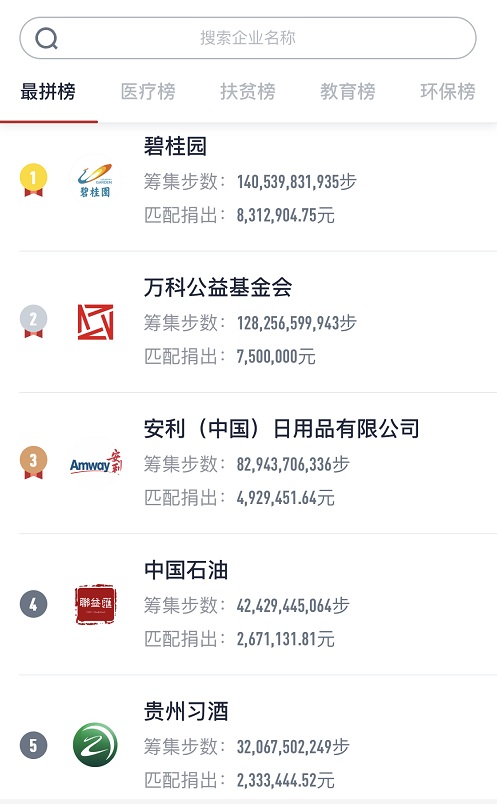 搜索企业名称
最拼榜 医疗榜 扶贫榜 教育榜 环保榜
1
碧桂园
碧桂园
筹集步数：140,539,831,935步
匹配捐出：8,312,904.75元
2
万科公益基金会
筹集步数：128,256,599,943步
匹配捐出：7,500,000元
3
Amway安利
安利（中国）日用品有限公司
筹集步数：82,943,706,336步
匹配捐出：4,929,451.64元
4
聯益匯
中国石油
筹集步数：42,429,445,064步
匹配捐出：2,671,131.81元
5
贵州习酒
筹集步数：32,067,502,249步
匹配捐出：2,333,444.52元